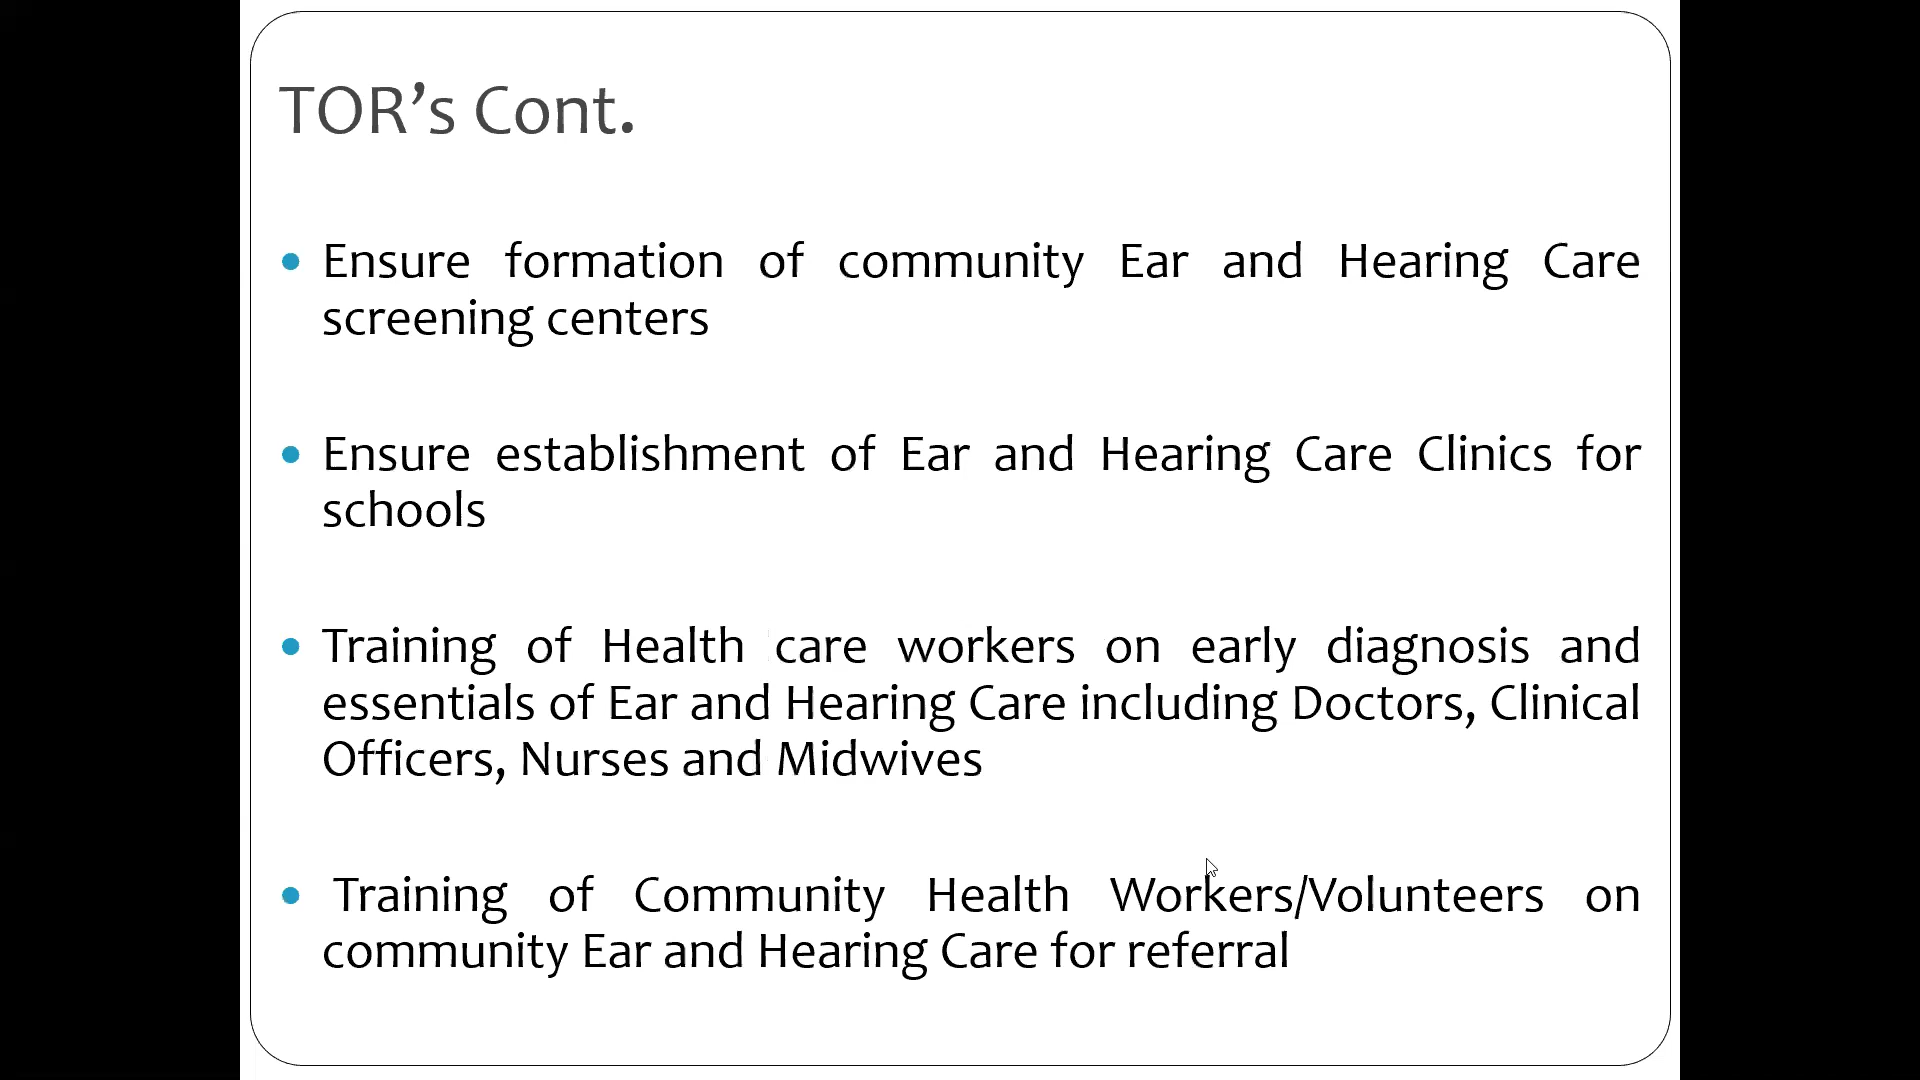 TOR’s Cont.
• Ensure formation of community Ear and Hearing Care
screening centers
• Ensure establishment of Ear and Hearing Care Clinics for
schools
• Training of Health care workers on early diagnosis and
essentials of Ear and Hearing Care including Doctors, Clinical
Officers, Nurses and Midwives
• Training of Community Health Workers/Volunteers on
community Ear and Hearing Care for referral